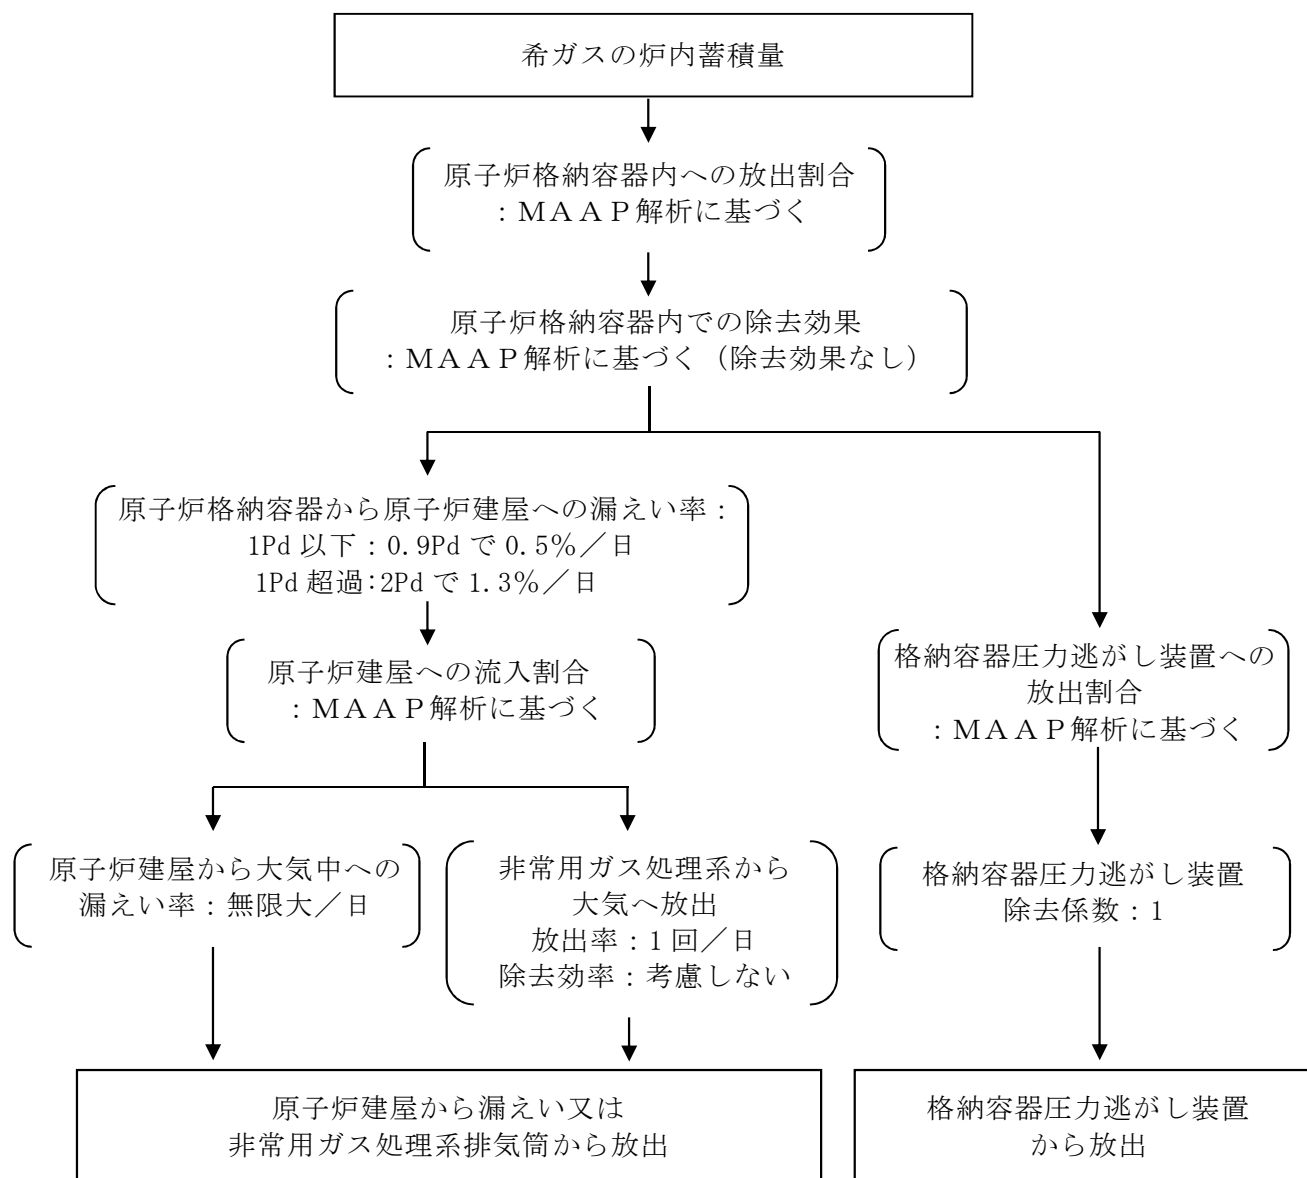 希ガスの炉内蓄積量
原子炉格納容器内への放出割合
：ＭＡＡＰ解析に基づく
原子炉格納容器内での除去効果
：ＭＡＡＰ解析に基づく（除去効果なし）
原子炉格納容器から原子炉建屋への漏えい率：
1Pd 以下：0.9Pd で 0.5％／日
1Pd 超過：2Pd で 1.3％／日
原子炉建屋への流入割合
：ＭＡＡＰ解析に基づく
格納容器圧力逃がし装置への
放出割合
：ＭＡＡＰ解析に基づく
原子炉建屋から大気中への
漏えい率：無限大／日
非常用ガス処理系から
大気へ放出
放出率：1 回／日
除去効率：考慮しない
格納容器圧力逃がし装置
除去係数：1
原子炉建屋から漏えい又は
非常用ガス処理系排気筒から放出
格納容器圧力逃がし装置
から放出